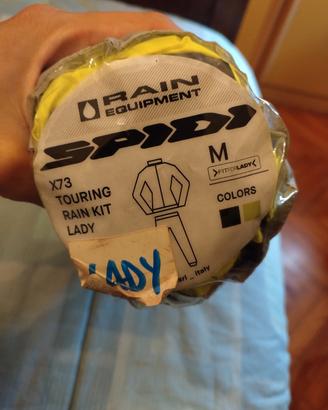 RAIN
EQUIPMENT
SPIDI
X73
TOURING
RAIN KIT
LADY
M
FITFORLADY
COLORS
LADY
Italy